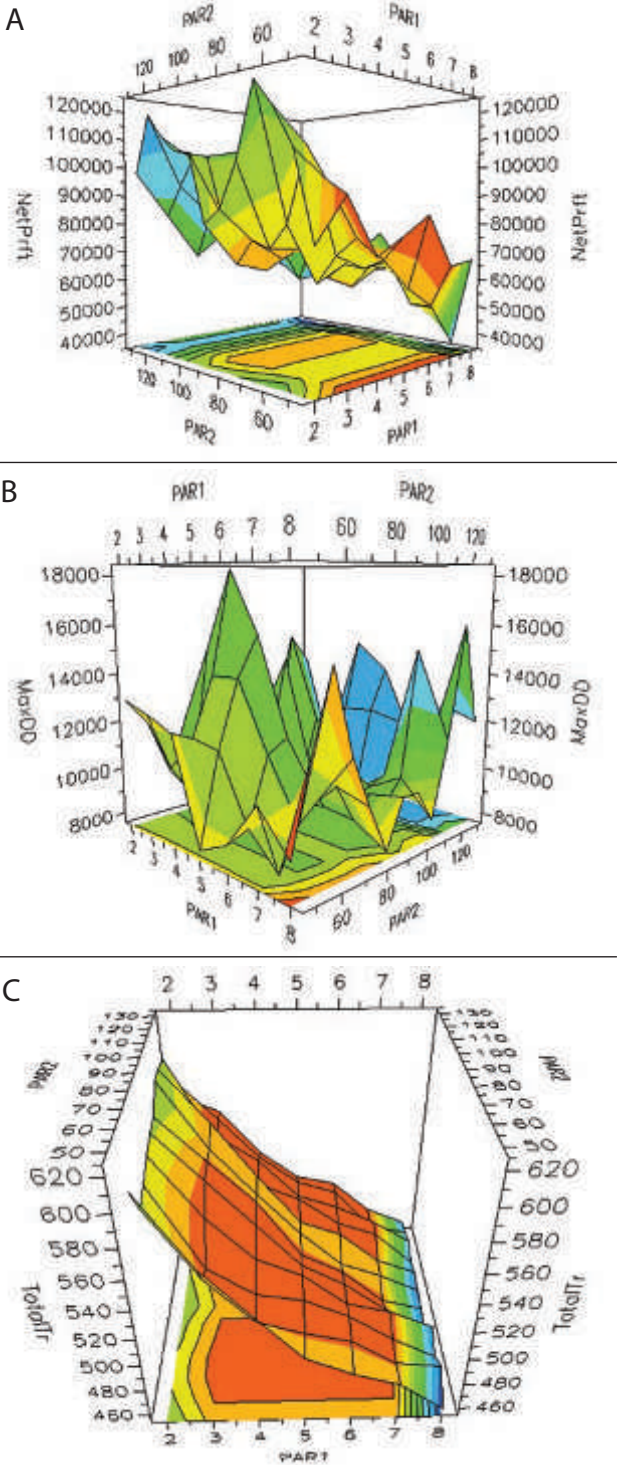 A
PAR2 PAR1
120 100 80 60 2 3 4 5 6 7 8
120000 120000
110000 110000
100000 100000
90000 90000
80000 80000
70000 70000
60000 60000
50000 50000
40000 40000
NetPrft NetPrft
120 100 80 60 2 3 4 5 6 7 8
PAR2 PAR1
B
PAR1 PAR2
2 3 4 5 6 7 8 60 80 100 120
18000 18000
16000 16000
14000 14000
12000 12000
10000 10000
8000 8000
MaxDD MaxDD
2 3 4 5 6 7 8 60 80 100 120
PAR1 PAR2
C
2 3 4 5 6 7 8
130 130
120 120
110 110
100 100
90 90
80 80
70 70
60 60
50 50
PAR2 PAR2
620 620
600 600
580 580
560 560
540 540
520 520
500 500
480 480
460 460
TotalTr TotalTr
2 3 4 5 6 7 8
PAR1